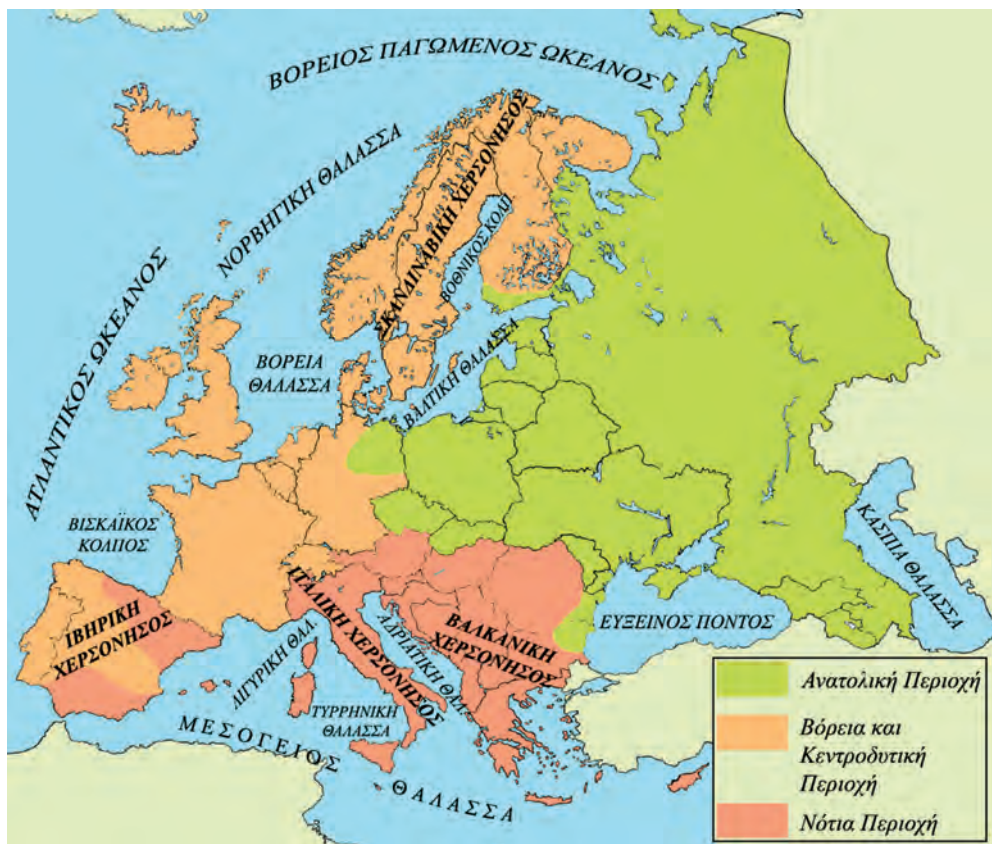 ΒΟΡΕΙΟΣ ΠΑΓΩΜΕΝΟΣ ΩΚΕΑΝΟΣ
ΝΟΡΒΗΓΙΚΗ ΘΑΛΑΣΣΑ
ΑΤΛΑΝΤΙΚΟΣ ΩΚΕΑΝΟΣ
ΣΚΑΝΔΙΝΑΒΙΚΗ ΧΕΡΣΟΝΗΣΟΣ
ΒΟΘΝΙΚΟΣ ΚΟΛΠ.
ΒΟΡΕΙΑ
ΘΑΛΑΣΣΑ
ΒΑΛΤΙΚΗ ΘΑΛΑΣΣΑ
ΒΙΣΚΑΪΚΟΣ
ΚΟΛΠΟΣ
ΚΑΣΠΙΑ ΘΑΛΑΣΣΑ
ΙΒΗΡΙΚΗ
ΧΕΡΣΟΝΗΣΟΣ
ΙΤΑΛΙΚΗ ΧΕΡΣΟΝΗΣΟΣ
ΒΑΛΚΑΝΙΚΗ
ΧΕΡΣΟΝΗΣΟΣ
ΕΥΞΕΙΝΟΣ ΠΟΝΤΟΣ
ΛΙΓΥΡΙΚΗ ΘΑΛ.
ΑΔΡΙΑΤΙΚΗ ΘΑΛ.
ΤΥΡΡΗΝΙΚΗ
ΘΑΛΑΣΣΑ
ΜΕΣΟΓΕΙΟΣ
ΘΑΛΑΣΣΑ
Ανατολική Περιοχή
Βόρεια και
Κεντροδυτική
Περιοχή
Νότια Περιοχή